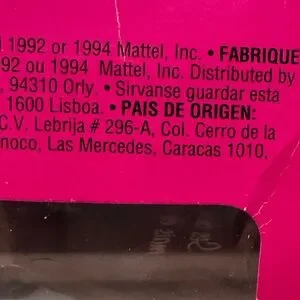 1992 or 1994 Mattel, Inc. • FABRIQUE
92 ou 1994 Mattel, Inc. Distributed by
, 94310 Orly. • Sirvanse guardar esta
1600 Lisboa. • PAIS DE ORIGEN:
C.V. Lebrija # 296-A, Col. Cerro de la
noco, Las Mercedes, Caracas 1010,